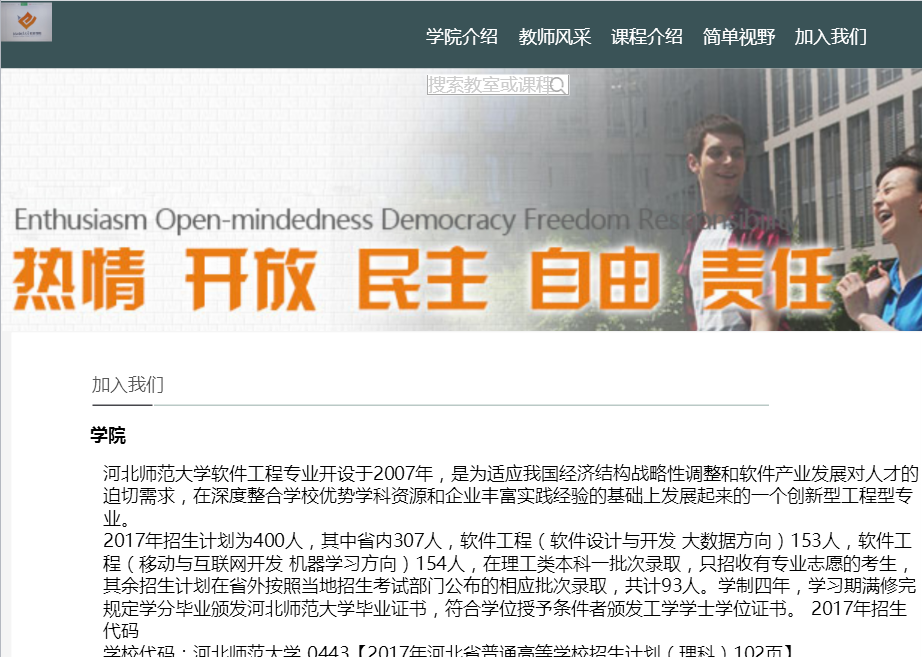 学院介绍 教师风采 课程介绍 简单视野 加入我们
搜索教室或课程
Enthusiasm Open-mindedness Democracy Freedom Responsibility
热情 开放 民主 自由 责任
加入我们
学院
河北师范大学软件工程专业开设于2007年，是为适应我国经济结构战略性调整和软件产业发展对人才的
迫切需求，在深度整合学校优势学科资源和企业丰富实践经验的基础上发展起来的一个创新型工程型专
业。
2017年招生计划为400人，其中省内307人，软件工程（软件设计与开发 大数据方向）153人，软件工
程（移动与互联网开发 机器学习方向）154人，在理工类本科一批次录取，只招收有专业志愿的考生，
其余招生计划在省外按照当地招生考试部门公布的相应批次录取，共计93人。学制四年，学习期满修完
规定学分毕业颁发河北师范大学毕业证书，符合学位授予条件者颁发工学学士学位证书。 2017年招生
代码
学校代码：河北师范大学 0443【2017年河北省普通高等学校招生计划（理科）102页】